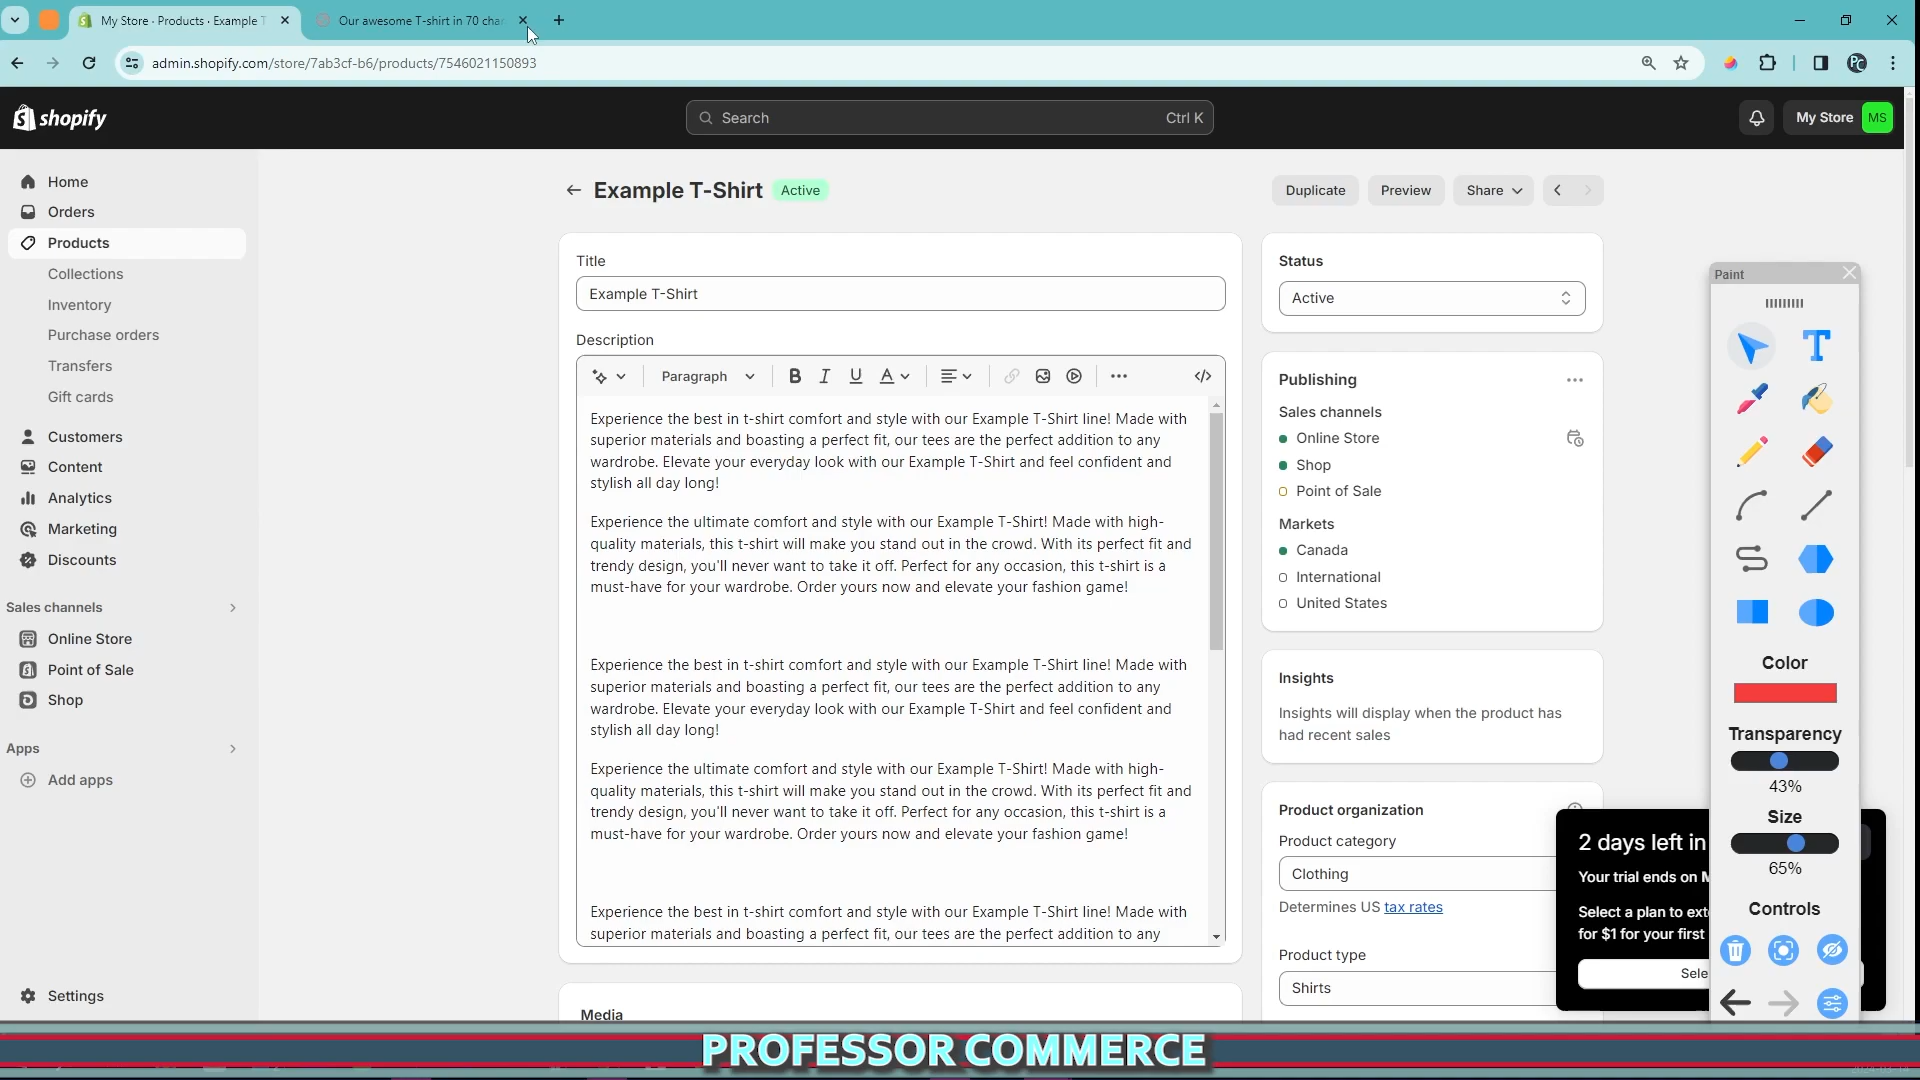 My Store · Products · Example T
Our awesome T-shirt in 70 cha
admin.shopify.com/store/7ab3cf-b6/products/7546021150893
shopify
Search
Ctrl K
My Store
MS
Home
Orders
Products
Collections
Inventory
Purchase orders
Transfers
Gift cards
Customers
Content
Analytics
Marketing
Discounts
Sales channels
Online Store
Point of Sale
Shop
Apps
Add apps
Settings
Example T-Shirt
Active
Duplicate
Preview
Share
Title
Example T-Shirt
Description
Paragraph
B I U A
Experience the best in t-shirt comfort and style with our Example T-Shirt line! Made with
superior materials and boasting a perfect fit, our tees are the perfect addition to any
wardrobe. Elevate your everyday look with our Example T-Shirt and feel confident and
stylish all day long!
Experience the ultimate comfort and style with our Example T-Shirt! Made with high-
quality materials, this t-shirt will make you stand out in the crowd. With its perfect fit and
trendy design, you'll never want to take it off. Perfect for any occasion, this t-shirt is a
must-have for your wardrobe. Order yours now and elevate your fashion game!
Experience the best in t-shirt comfort and style with our Example T-Shirt line! Made with
superior materials and boasting a perfect fit, our tees are the perfect addition to any
wardrobe. Elevate your everyday look with our Example T-Shirt and feel confident and
stylish all day long!
Experience the ultimate comfort and style with our Example T-Shirt! Made with high-
quality materials, this t-shirt will make you stand out in the crowd. With its perfect fit and
trendy design, you'll never want to take it off. Perfect for any occasion, this t-shirt is a
must-have for your wardrobe. Order yours now and elevate your fashion game!
Experience the best in t-shirt comfort and style with our Example T-Shirt line! Made with
superior materials and boasting a perfect fit, our tees are the perfect addition to any
Media
Status
Active
Publishing
Sales channels
Online Store
Shop
Point of Sale
Markets
Canada
International
United States
Insights
Insights will display when the product has
had recent sales
Product organization
Product category
Clothing
Determines US tax rates
Product type
Shirts
2 days left in
Your trial ends on M
Select a plan to ext
for $1 for your first
Sele
Paint
T
Color
Transparency
43%
Size
65%
Controls
PROFESSOR COMMERCE